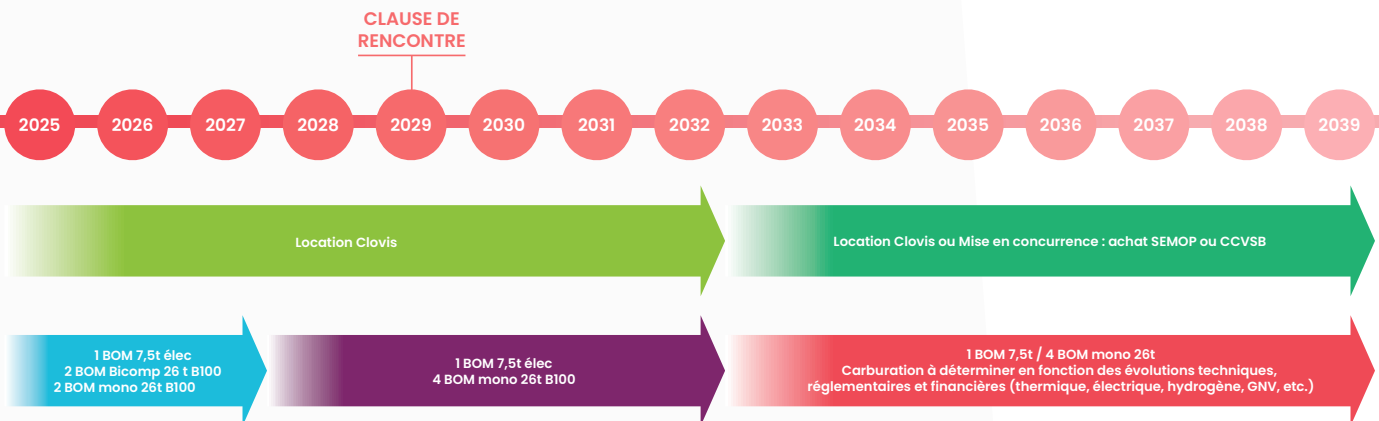 CLAUSE DE
RENCONTRE
2025 2026 2027 2028 2029 2030 2031 2032 2033 2034 2035 2036 2037 2038 2039
Location Clovis
Location Clovis ou Mise en concurrence : achat SEMOP ou CCVSB
1 BOM 7,5t élec
2 BOM Bicomp 26 t B100
2 BOM mono 26t B100
1 BOM 7,5t élec
4 BOM mono 26t B100
1 BOM 7,5t / 4 BOM mono 26t
Carburation à déterminer en fonction des évolutions techniques,
réglementaires et financières (thermique, électrique, hydrogène, GNV, etc.)